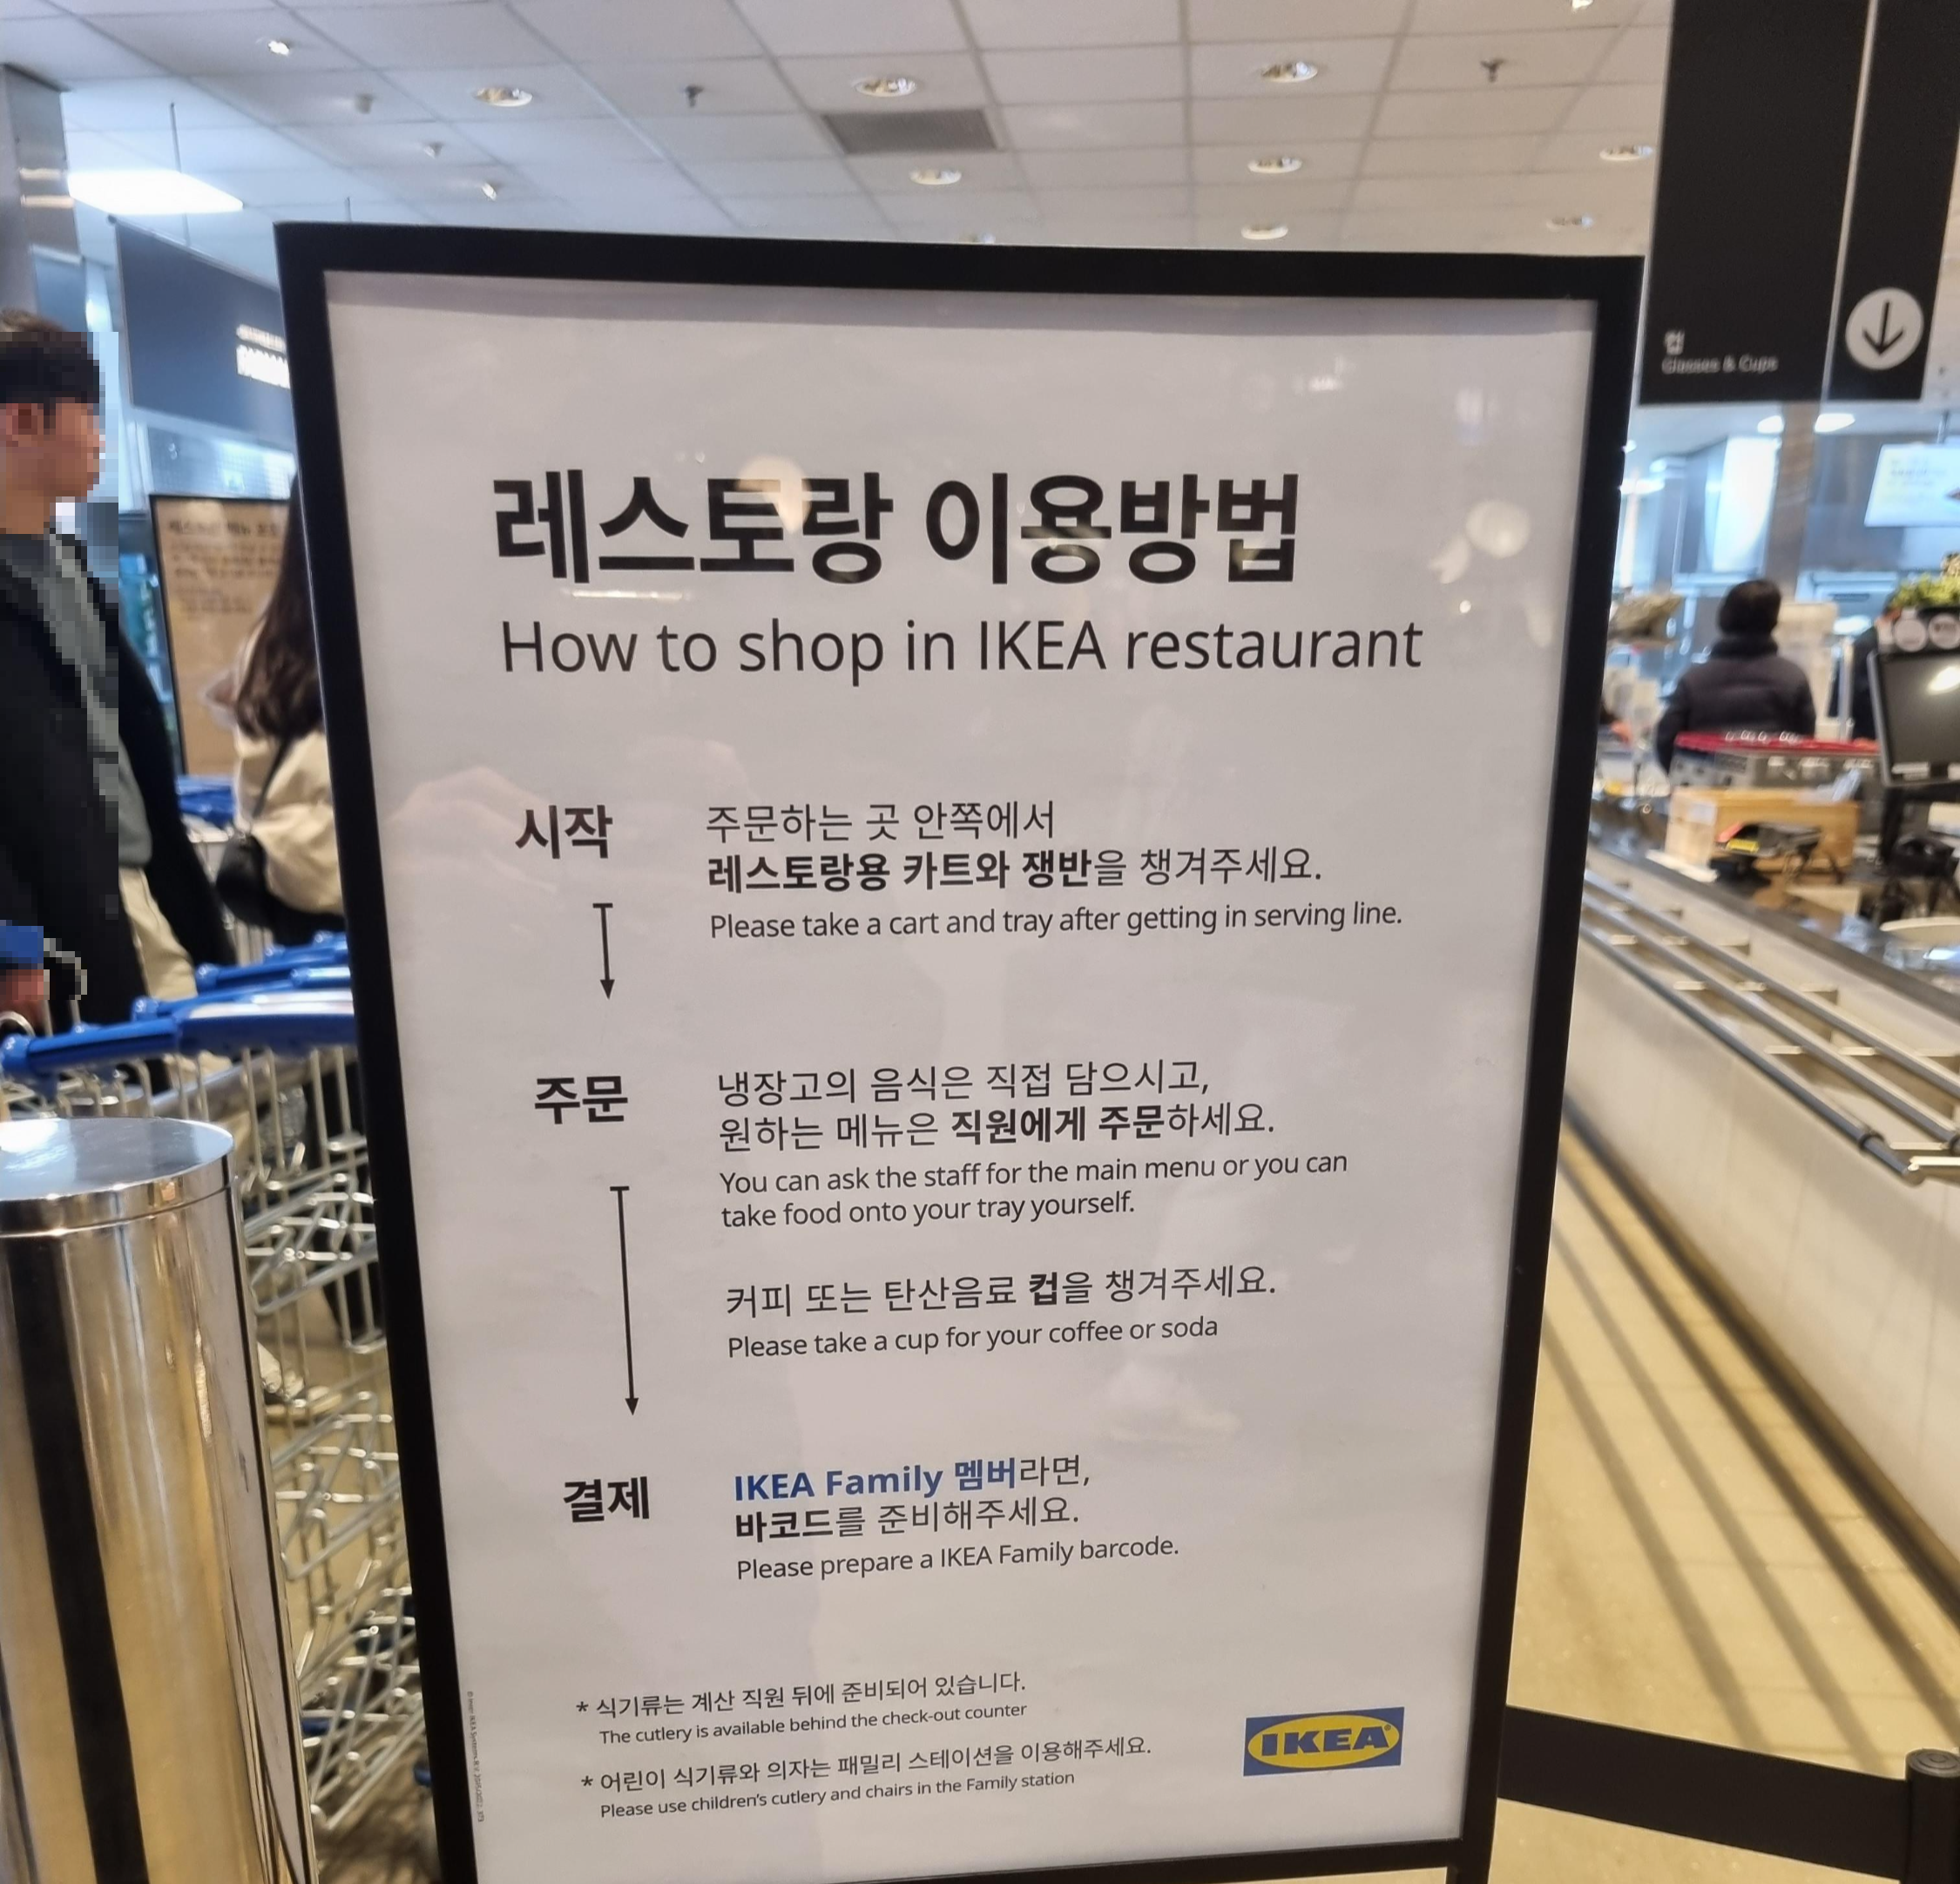 레스토랑 이용방법
How to shop in IKEA restaurant
시작
주문하는 곳 안쪽에서
레스토랑용 카트와 쟁반을 챙겨주세요.
Please take a cart and tray after getting in serving line.
주문
냉장고의 음식은 직접 담으시고,
원하는 메뉴은 직원에게 주문하세요.
You can ask the staff for the main menu or you can
take food onto your tray yourself.
커피 또는 탄산음료 컵을 챙겨주세요.
Please take a cup for your coffee or soda
결제
IKEA Family 멤버라면,
바코드를 준비해주세요.
Please prepare a IKEA Family barcode.
* 식기류는 계산 직원 뒤에 준비되어 있습니다.
The cutlery is available behind the check-out counter
* 어린이 식기류와 의자는 패밀리 스테이션을 이용해주세요.
Please use children's cutlery and chairs in the Family station
IKEA
컵
Glasses & Cups